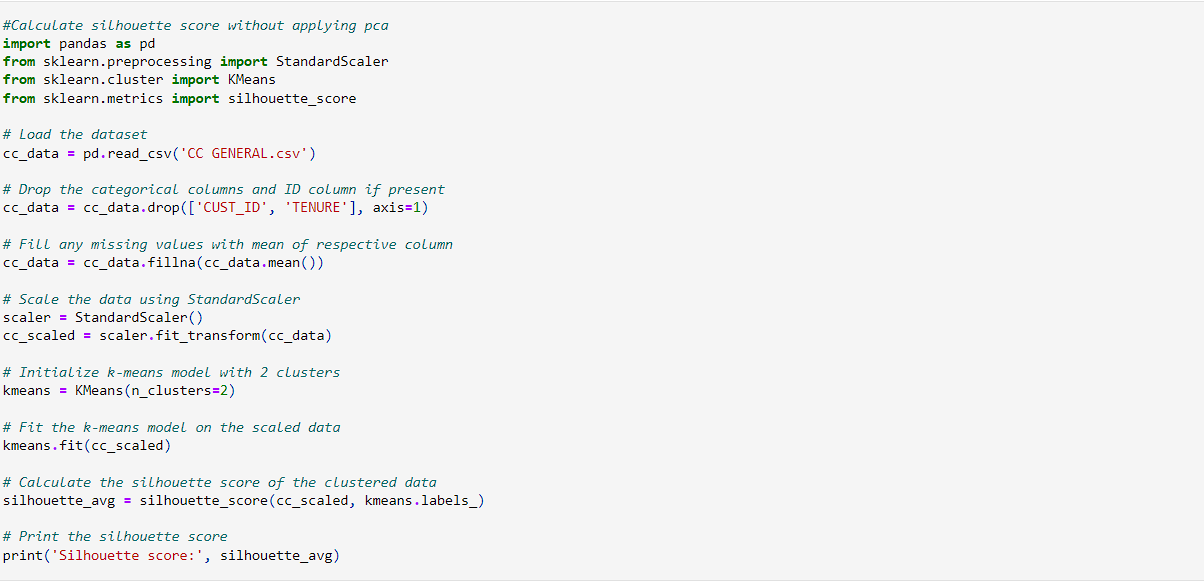 #Calculate silhouette score without applying pca
import pandas as pd
from sklearn.preprocessing import StandardScaler
from sklearn.cluster import KMeans
from sklearn.metrics import silhouette_score
# Load the dataset
cc_data = pd.read_csv('CC GENERAL.csv')
# Drop the categorical columns and ID column if present
cc_data = cc_data.drop(['CUST_ID', 'TENURE'], axis=1)
# Fill any missing values with mean of respective column
cc_data = cc_data.fillna(cc_data.mean())
# Scale the data using StandardScaler
scaler = StandardScaler()
cc_scaled = scaler.fit_transform(cc_data)
# Initialize k-means model with 2 clusters
kmeans = KMeans(n_clusters=2)
# Fit the k-means model on the scaled data
kmeans.fit(cc_scaled)
# Calculate the silhouette score of the clustered data
silhouette_avg = silhouette_score(cc_scaled, kmeans.labels_)
# Print the silhouette score
print('Silhouette score:', silhouette_avg)